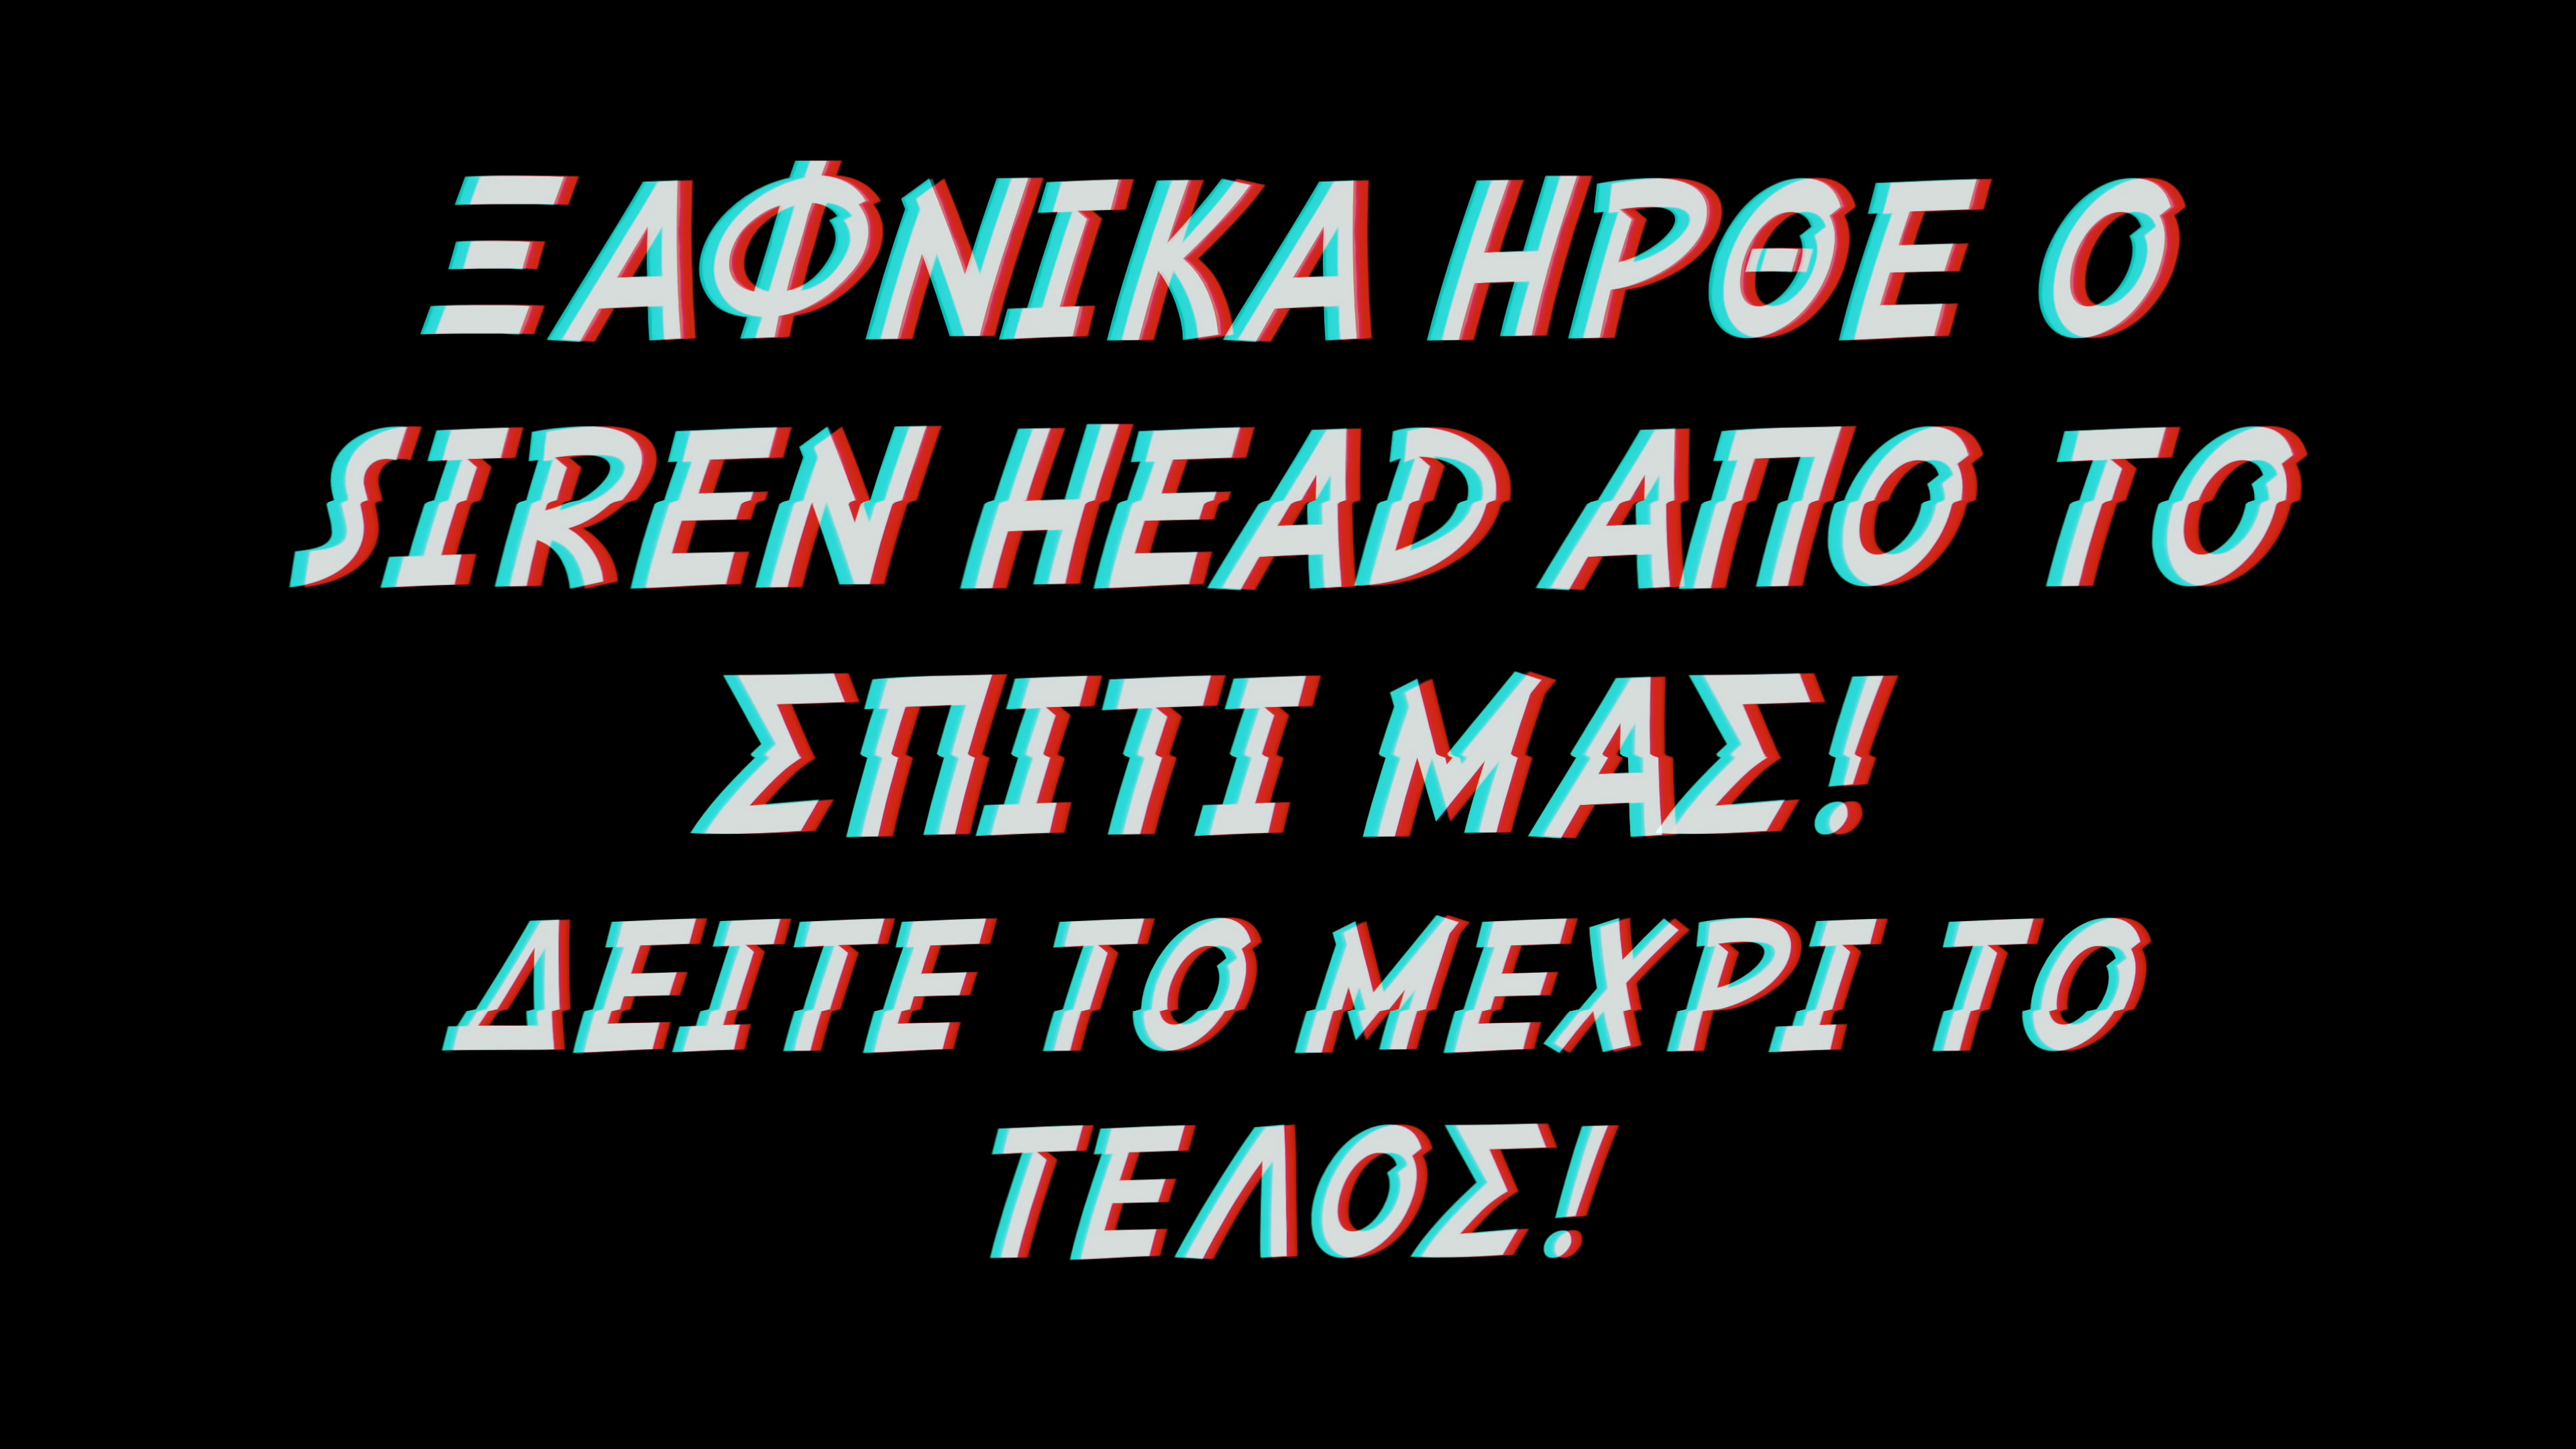 ΞΑΦΝΙΚΑ ΗΡΘΕ Ο
SIREN HEAD ΑΠΟ ΤΟ
ΣΠΙΤΙ ΜΑΣ!
ΔΕΙΤΕ ΤΟ ΜΕΧΡΙ ΤΟ
ΤΕΛΟΣ!